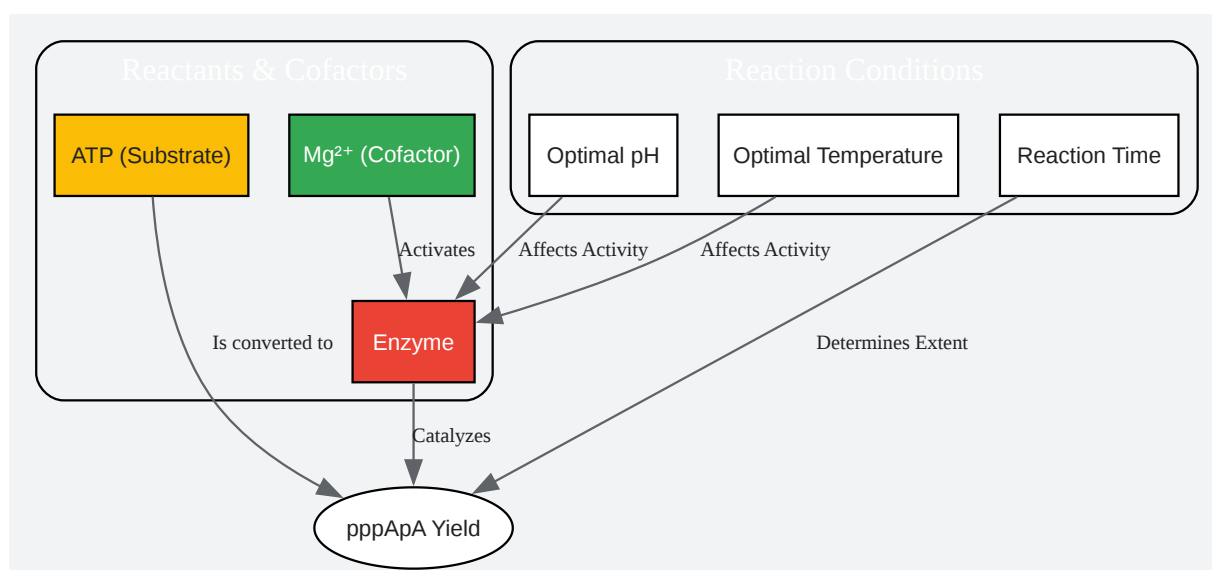 Reactants & Cofactors
Reaction Conditions
ATP (Substrate)
Mg²⁺ (Cofactor)
Optimal pH
Optimal Temperature
Reaction Time
Activates
Affects Activity
Affects Activity
Is converted to
Enzyme
Determines Extent
Catalyzes
pppApA Yield